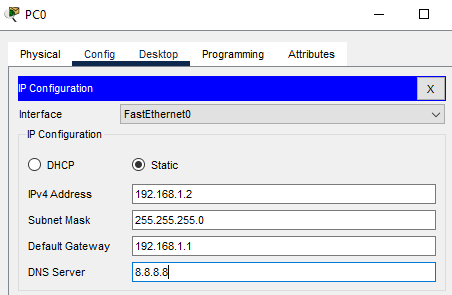 PC0
Physical Config Desktop Programming Attributes
IP Configuration X
Interface FastEthernet0
IP Configuration
DHCP Static
IPv4 Address 192.168.1.2
Subnet Mask 255.255.255.0
Default Gateway 192.168.1.1
DNS Server 8.8.8.8